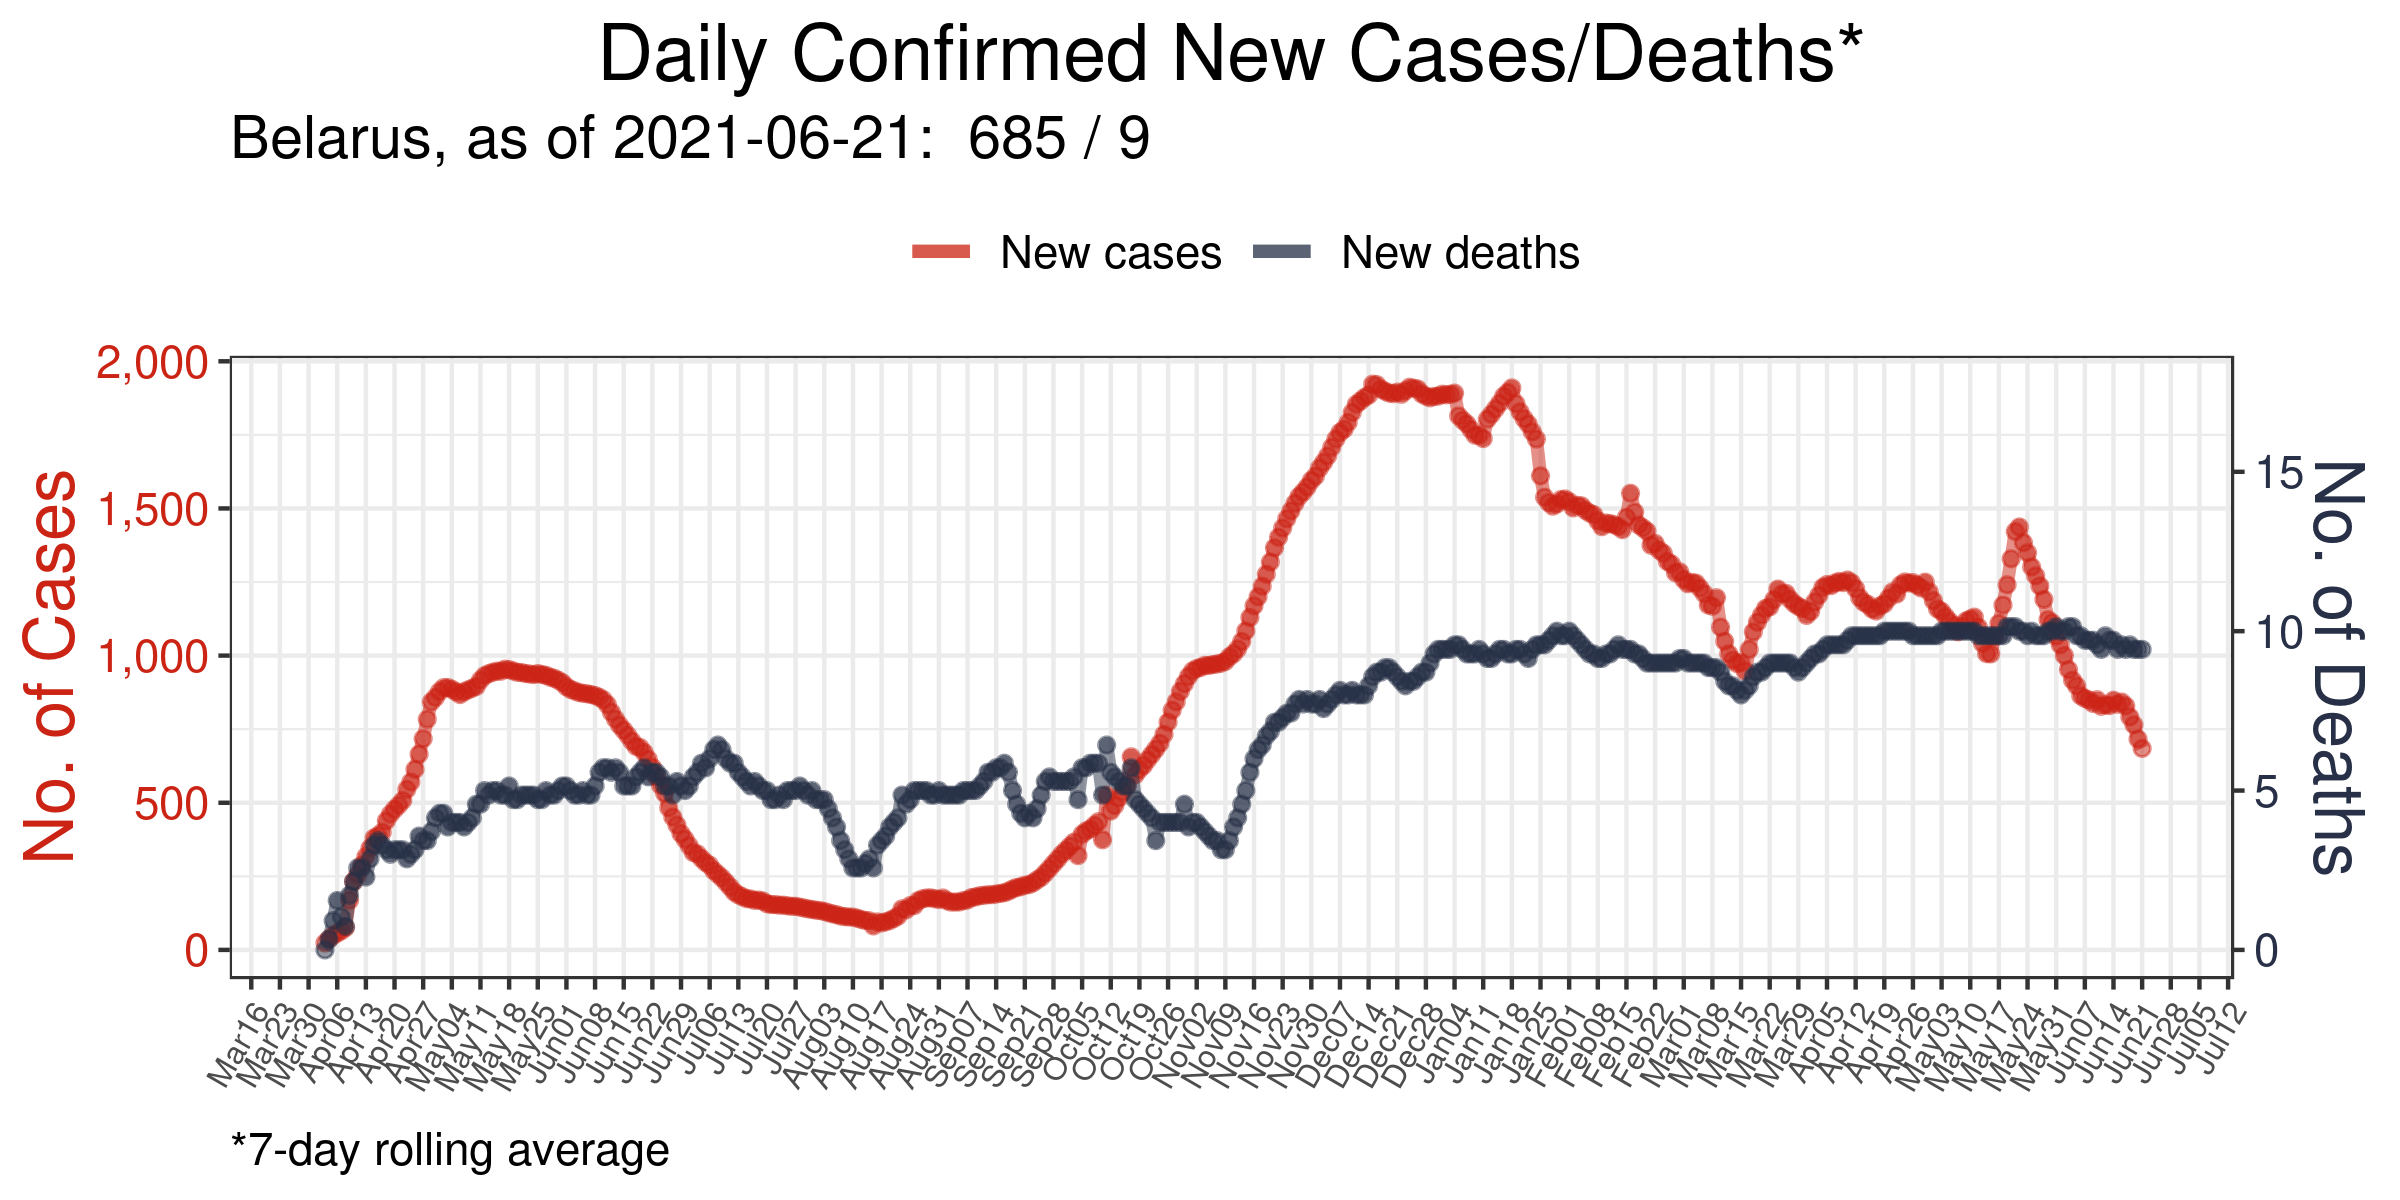 Daily Confirmed New Cases/Deaths*
Belarus, as of 2021-06-21:  685 / 9
New cases
New deaths
No. of Cases
2,000
1,500
1,000
500
0
15
10
5
0
No. of Deaths
Mar16
Mar23
Mar30
Apr06
Apr13
Apr20
Apr27
May04
May11
May18
May25
Jun01
Jun08
Jun15
Jun22
Jun29
Jul06
Jul13
Jul20
Jul27
Aug03
Aug10
Aug17
Aug24
Aug31
Sep07
Sep14
Sep21
Sep28
Oct05
Oct12
Oct19
Oct26
Nov02
Nov09
Nov16
Nov23
Nov30
Dec07
Dec14
Dec21
Dec28
Jan04
Jan11
Jan18
Jan25
Feb01
Feb08
Feb15
Feb22
Mar01
Mar08
Mar15
Mar22
Mar29
Apr05
Apr12
Apr19
Apr26
May03
May10
May17
May24
May31
Jun07
Jun14
Jun21
Jun28
Jul05
Jul12
*7-day rolling average